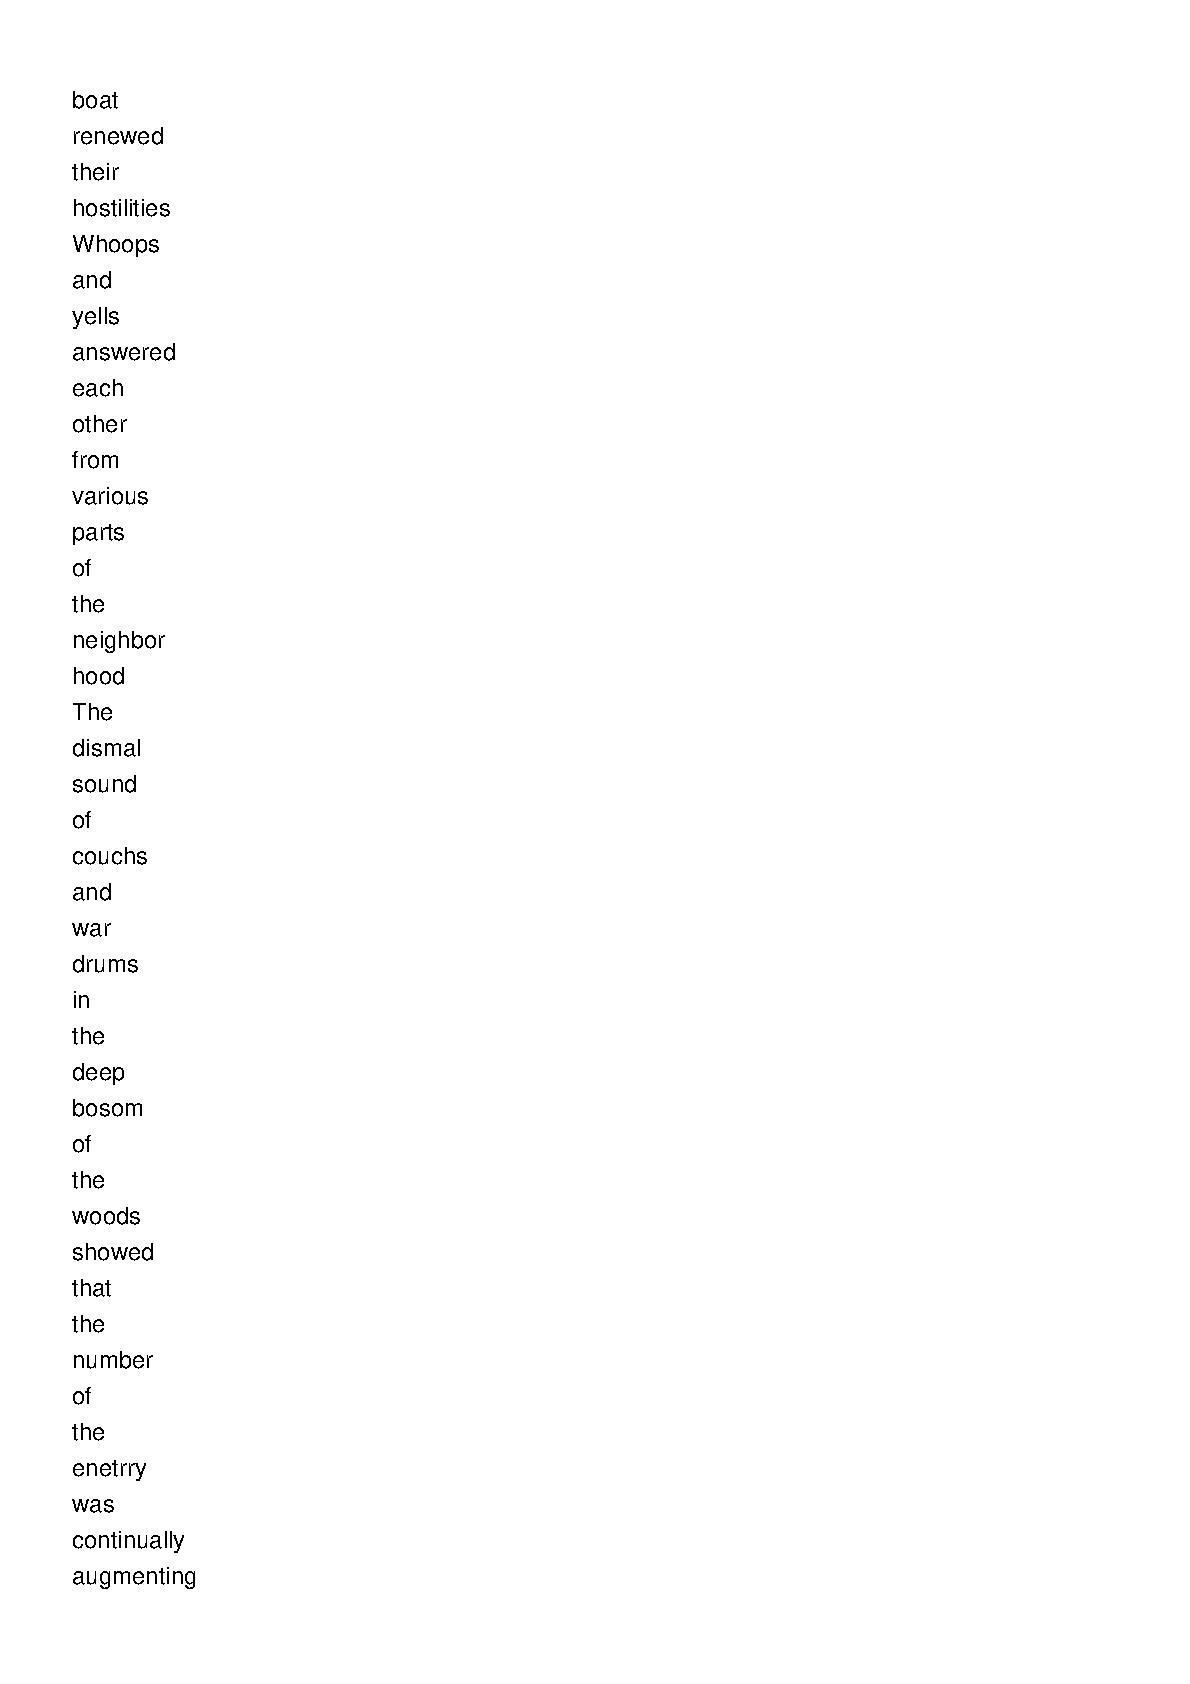 boat
renewed
their
hostilities
Whoops
and
yells
answered
each
other
from
various
parts
of
the
neighbor
hood
The
dismal
sound
of
couchs
and
war
drums
in
the
deep
bosom
of
the
woods
showed
that
the
number
of
the
enetrry
was
continually
augmenting